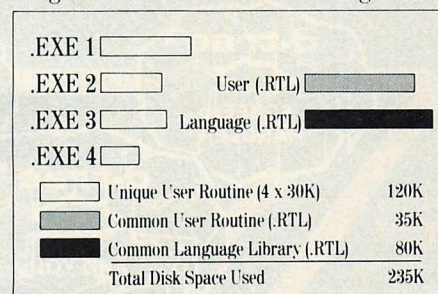 .EXE 1
.EXE 2 User (.RTL)
.EXE 3 Language (.RTL)
.EXE 4
Unique User Routine (4 x 30K) 120K
Common User Routine (.RTL) 35K
Common Language Library (.RTL) 80K
Total Disk Space Used 235K